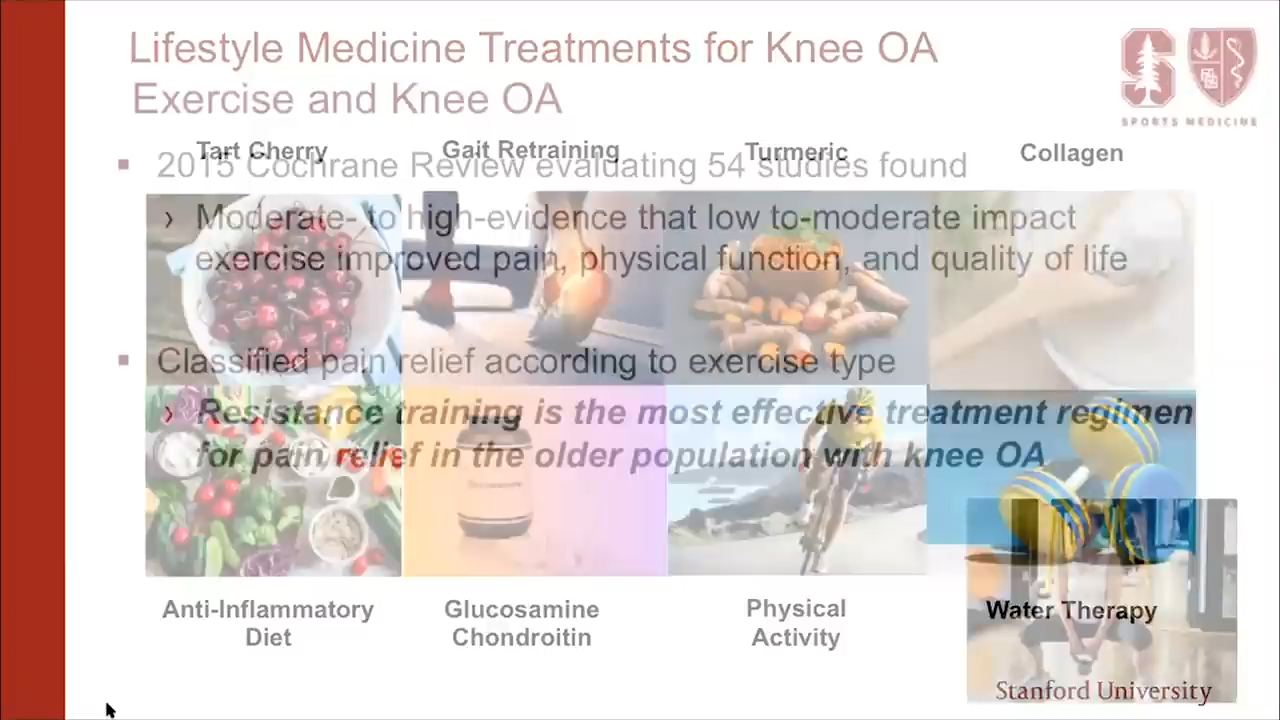 Lifestyle Medicine Treatments for Knee OA
Exercise and Knee OA
SPORTS MEDICINE
Tart Cherry
Gait Retraining
Turmeric
Collagen
2015 Cochrane Review evaluating 54 studies found
Moderate- to high-evidence that low to-moderate impact
exercise improved pain, physical function, and quality of life
Classified pain relief according to exercise type
Resistance training is the most effective treatment regimen
for pain relief in the older population with knee OA
Anti-Inflammatory
Diet
Glucosamine
Chondroitin
Physical
Activity
Water Therapy
Stanford University